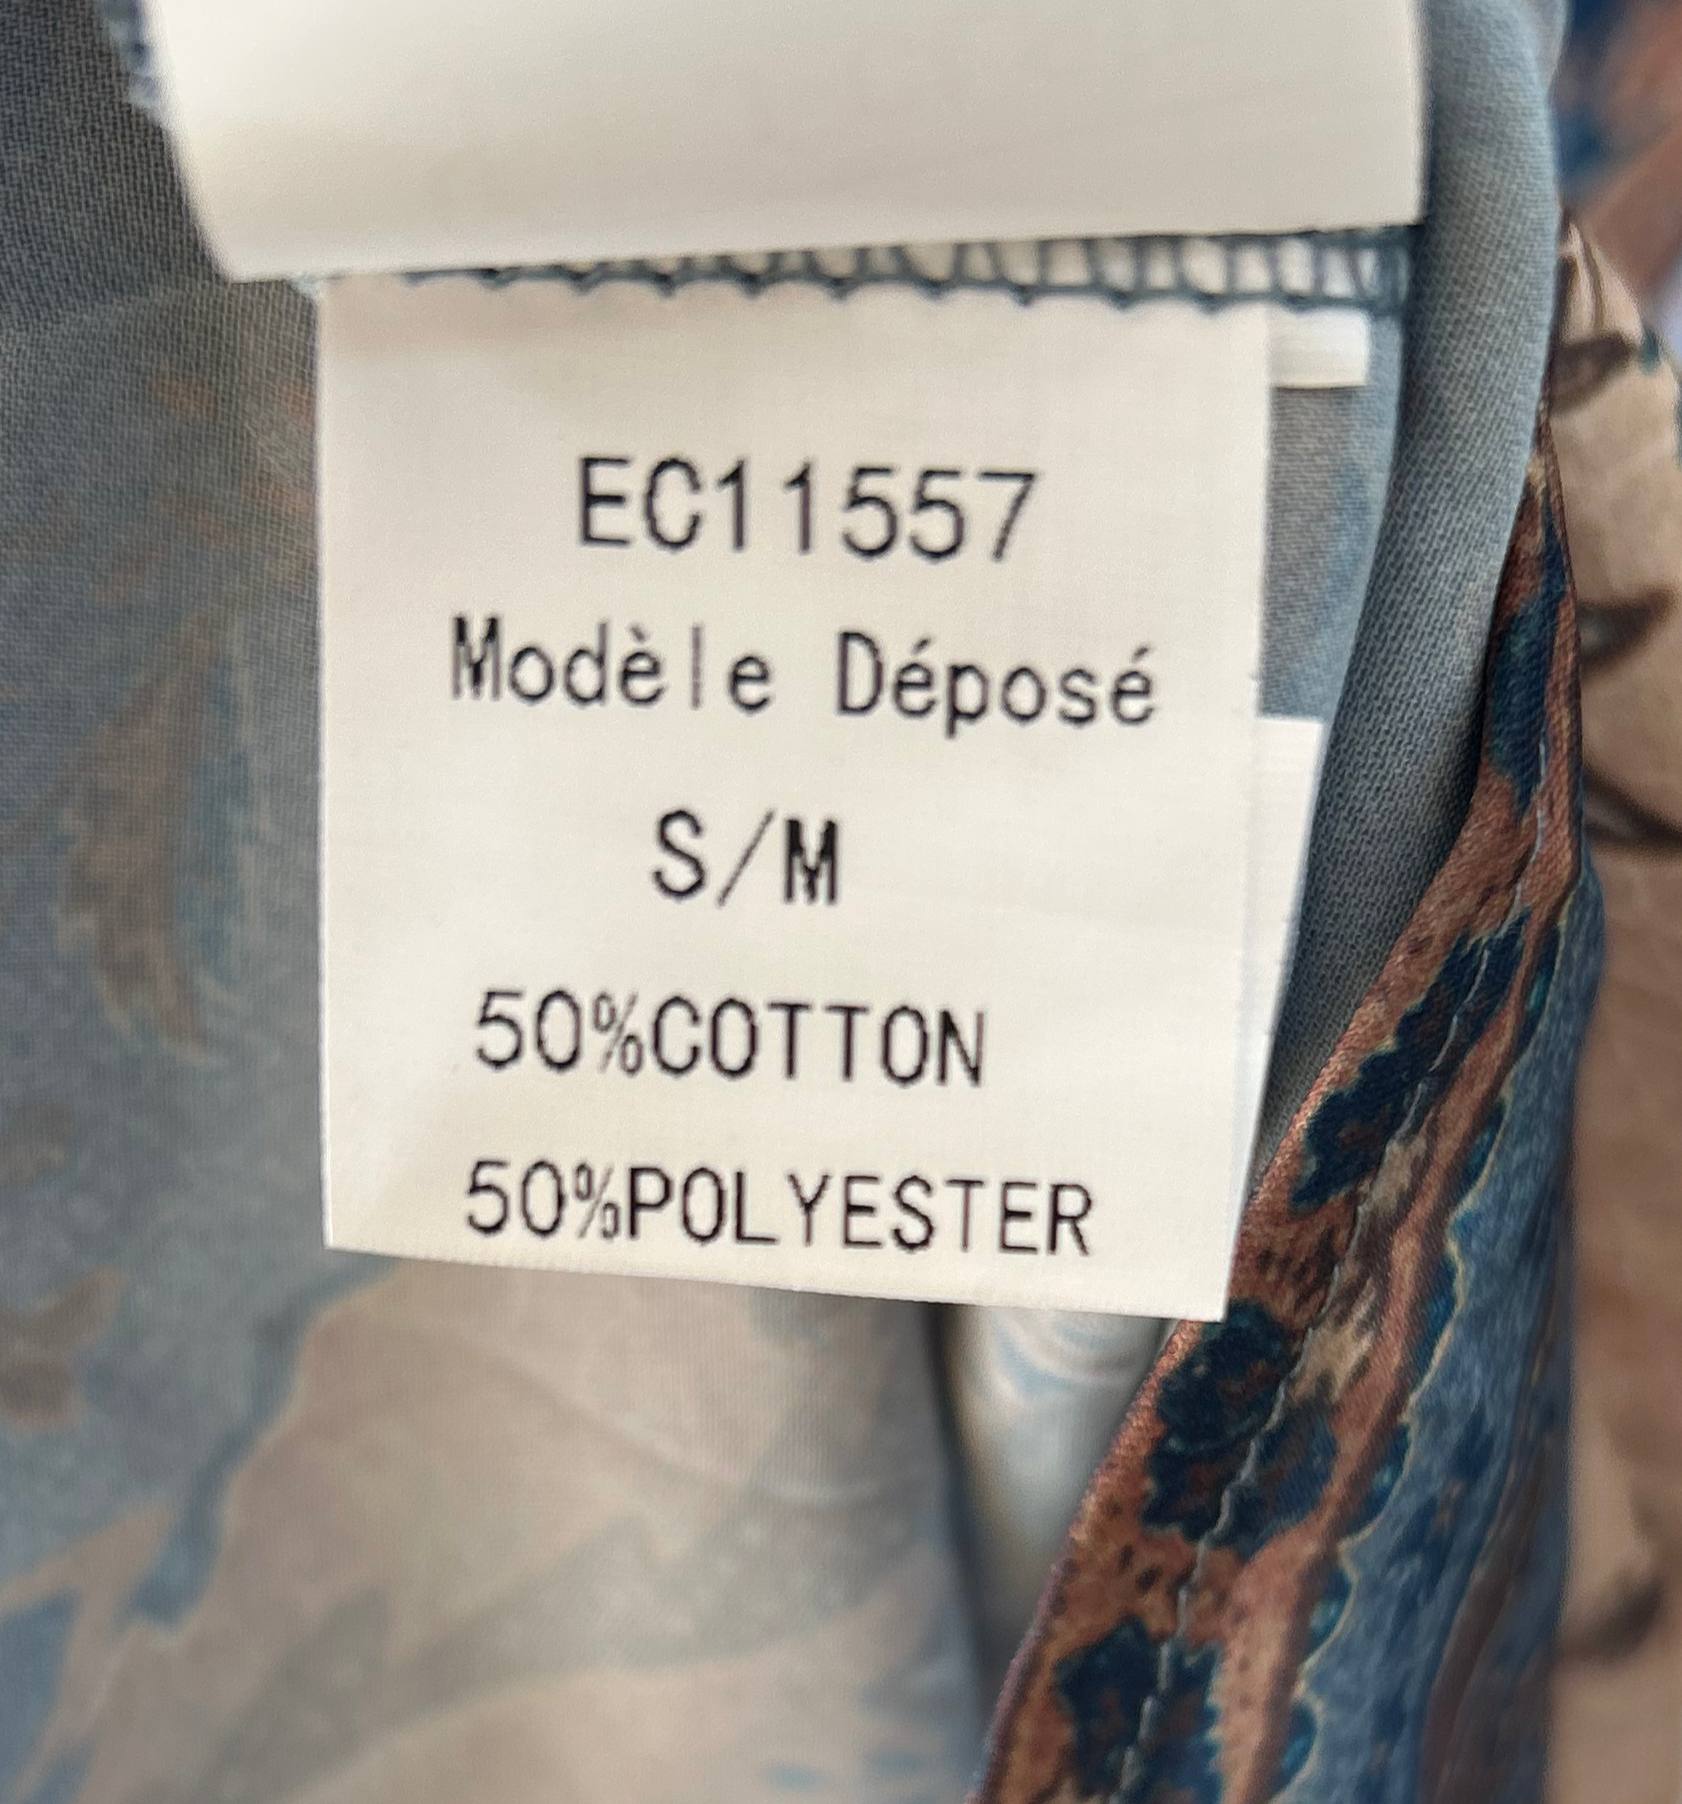 EC11557
Modèle Déposé
S/M
50%COTTON
50%POLYESTER